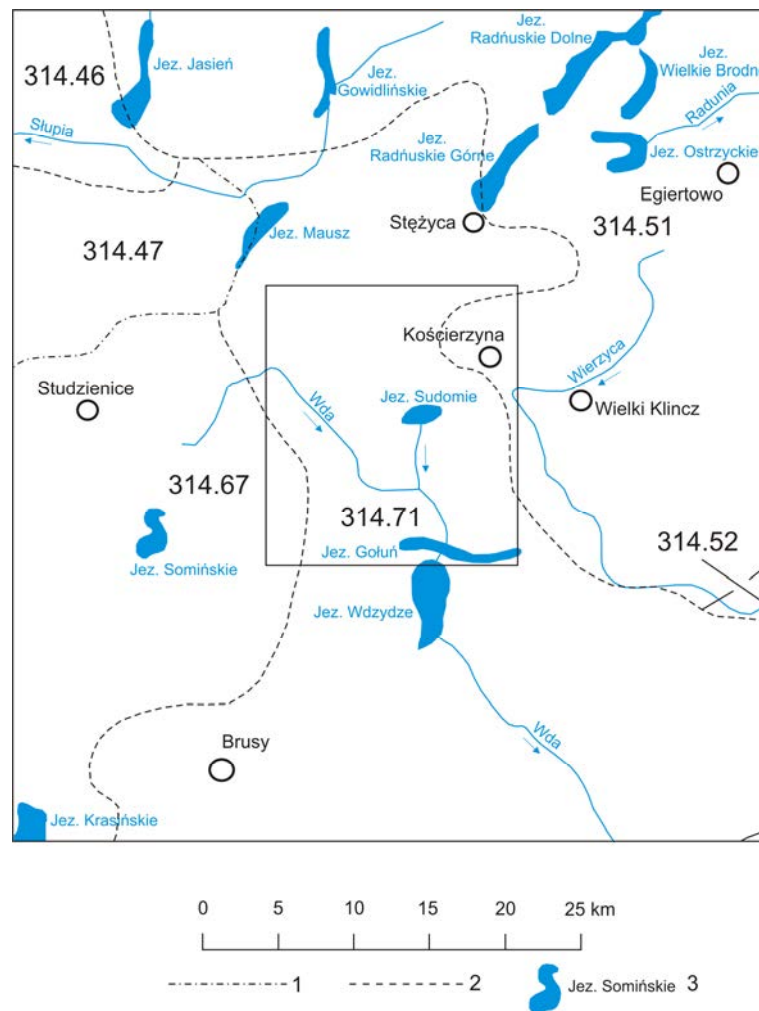 Jez.
Radńuskie Dolne
Jez. Jasień
314.46
Jez.
Gowidlińskie
Jez.
Wielkie Brodno
Radunia
Słupia
Jez.
Radńuskie Górne
Jez. Ostrzyckie
Egiertowo
Stężyca
314.51
Jez. Mausz
314.47
Kościerzyna
Wierzyca
Studzienice
Wda
Jez. Sudomie
Wielki Klincz
314.67
314.71
314.52
Jez. Gołuń
Jez. Somińskie
Jez. Wdzydze
Wda
Brusy
Jez. Krasińskie
0 5 10 15 20 25 km
1 2 Jez. Somińskie 3